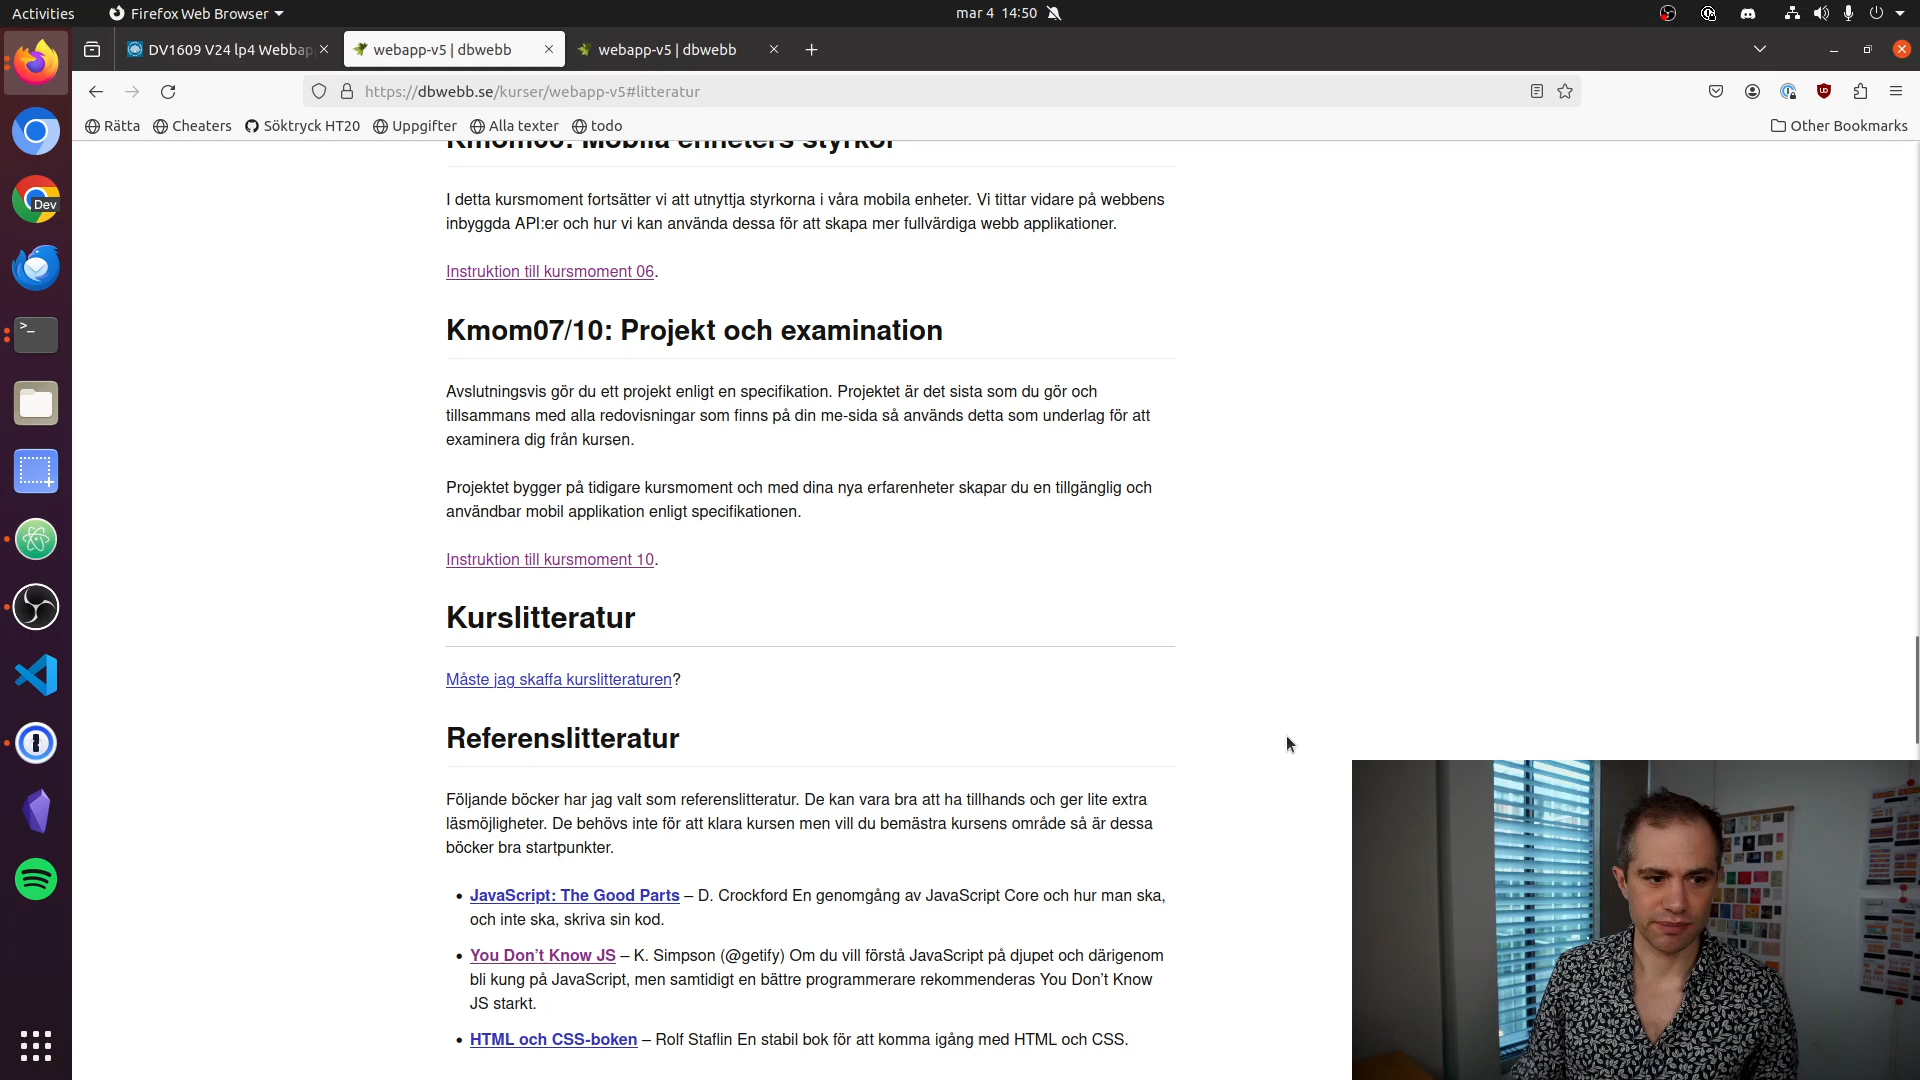 Activities
Firefox Web Browser
mar 4 14:50
DV1609 V24 lp4 Webbap
webapp-v5 | dbwebb
webapp-v5 | dbwebb
https://dbwebb.se/kurser/webapp-v5#litteratur
Rätta
Cheaters
Söktryck HT20
Uppgifter
Alla texter
todo
Other Bookmarks
Kmom06: Mobila enheters styrkor
I detta kursmoment fortsätter vi att utnyttja styrkorna i våra mobila enheter. Vi tittar vidare på webbens
inbyggda API:er och hur vi kan använda dessa för att skapa mer fullvärdiga webb applikationer.
Instruktion till kursmoment 06.
Kmom07/10: Projekt och examination
Avslutningsvis gör du ett projekt enligt en specifikation. Projektet är det sista som du gör och
tillsammans med alla redovisningar som finns på din me-sida så används detta som underlag för att
examinera dig från kursen.
Projektet bygger på tidigare kursmoment och med dina nya erfarenheter skapar du en tillgänglig och
användbar mobil applikation enligt specifikationen.
Instruktion till kursmoment 10.
Kurslitteratur
Måste jag skaffa kurslitteraturen?
Referenslitteratur
Följande böcker har jag valt som referenslitteratur. De kan vara bra att ha tillhands och ger lite extra
läsmöjligheter. De behövs inte för att klara kursen men vill du bemästra kursens område så är dessa
böcker bra startpunkter.
• JavaScript: The Good Parts – D. Crockford En genomgång av JavaScript Core och hur man ska,
och inte ska, skriva sin kod.
• You Don’t Know JS – K. Simpson (@getify) Om du vill förstå JavaScript på djupet och därigenom
bli kung på JavaScript, men samtidigt en bättre programmerare rekommenderas You Don’t Know
JS starkt.
• HTML och CSS-boken – Rolf Staflin En stabil bok för att komma igång med HTML och CSS.
Dev